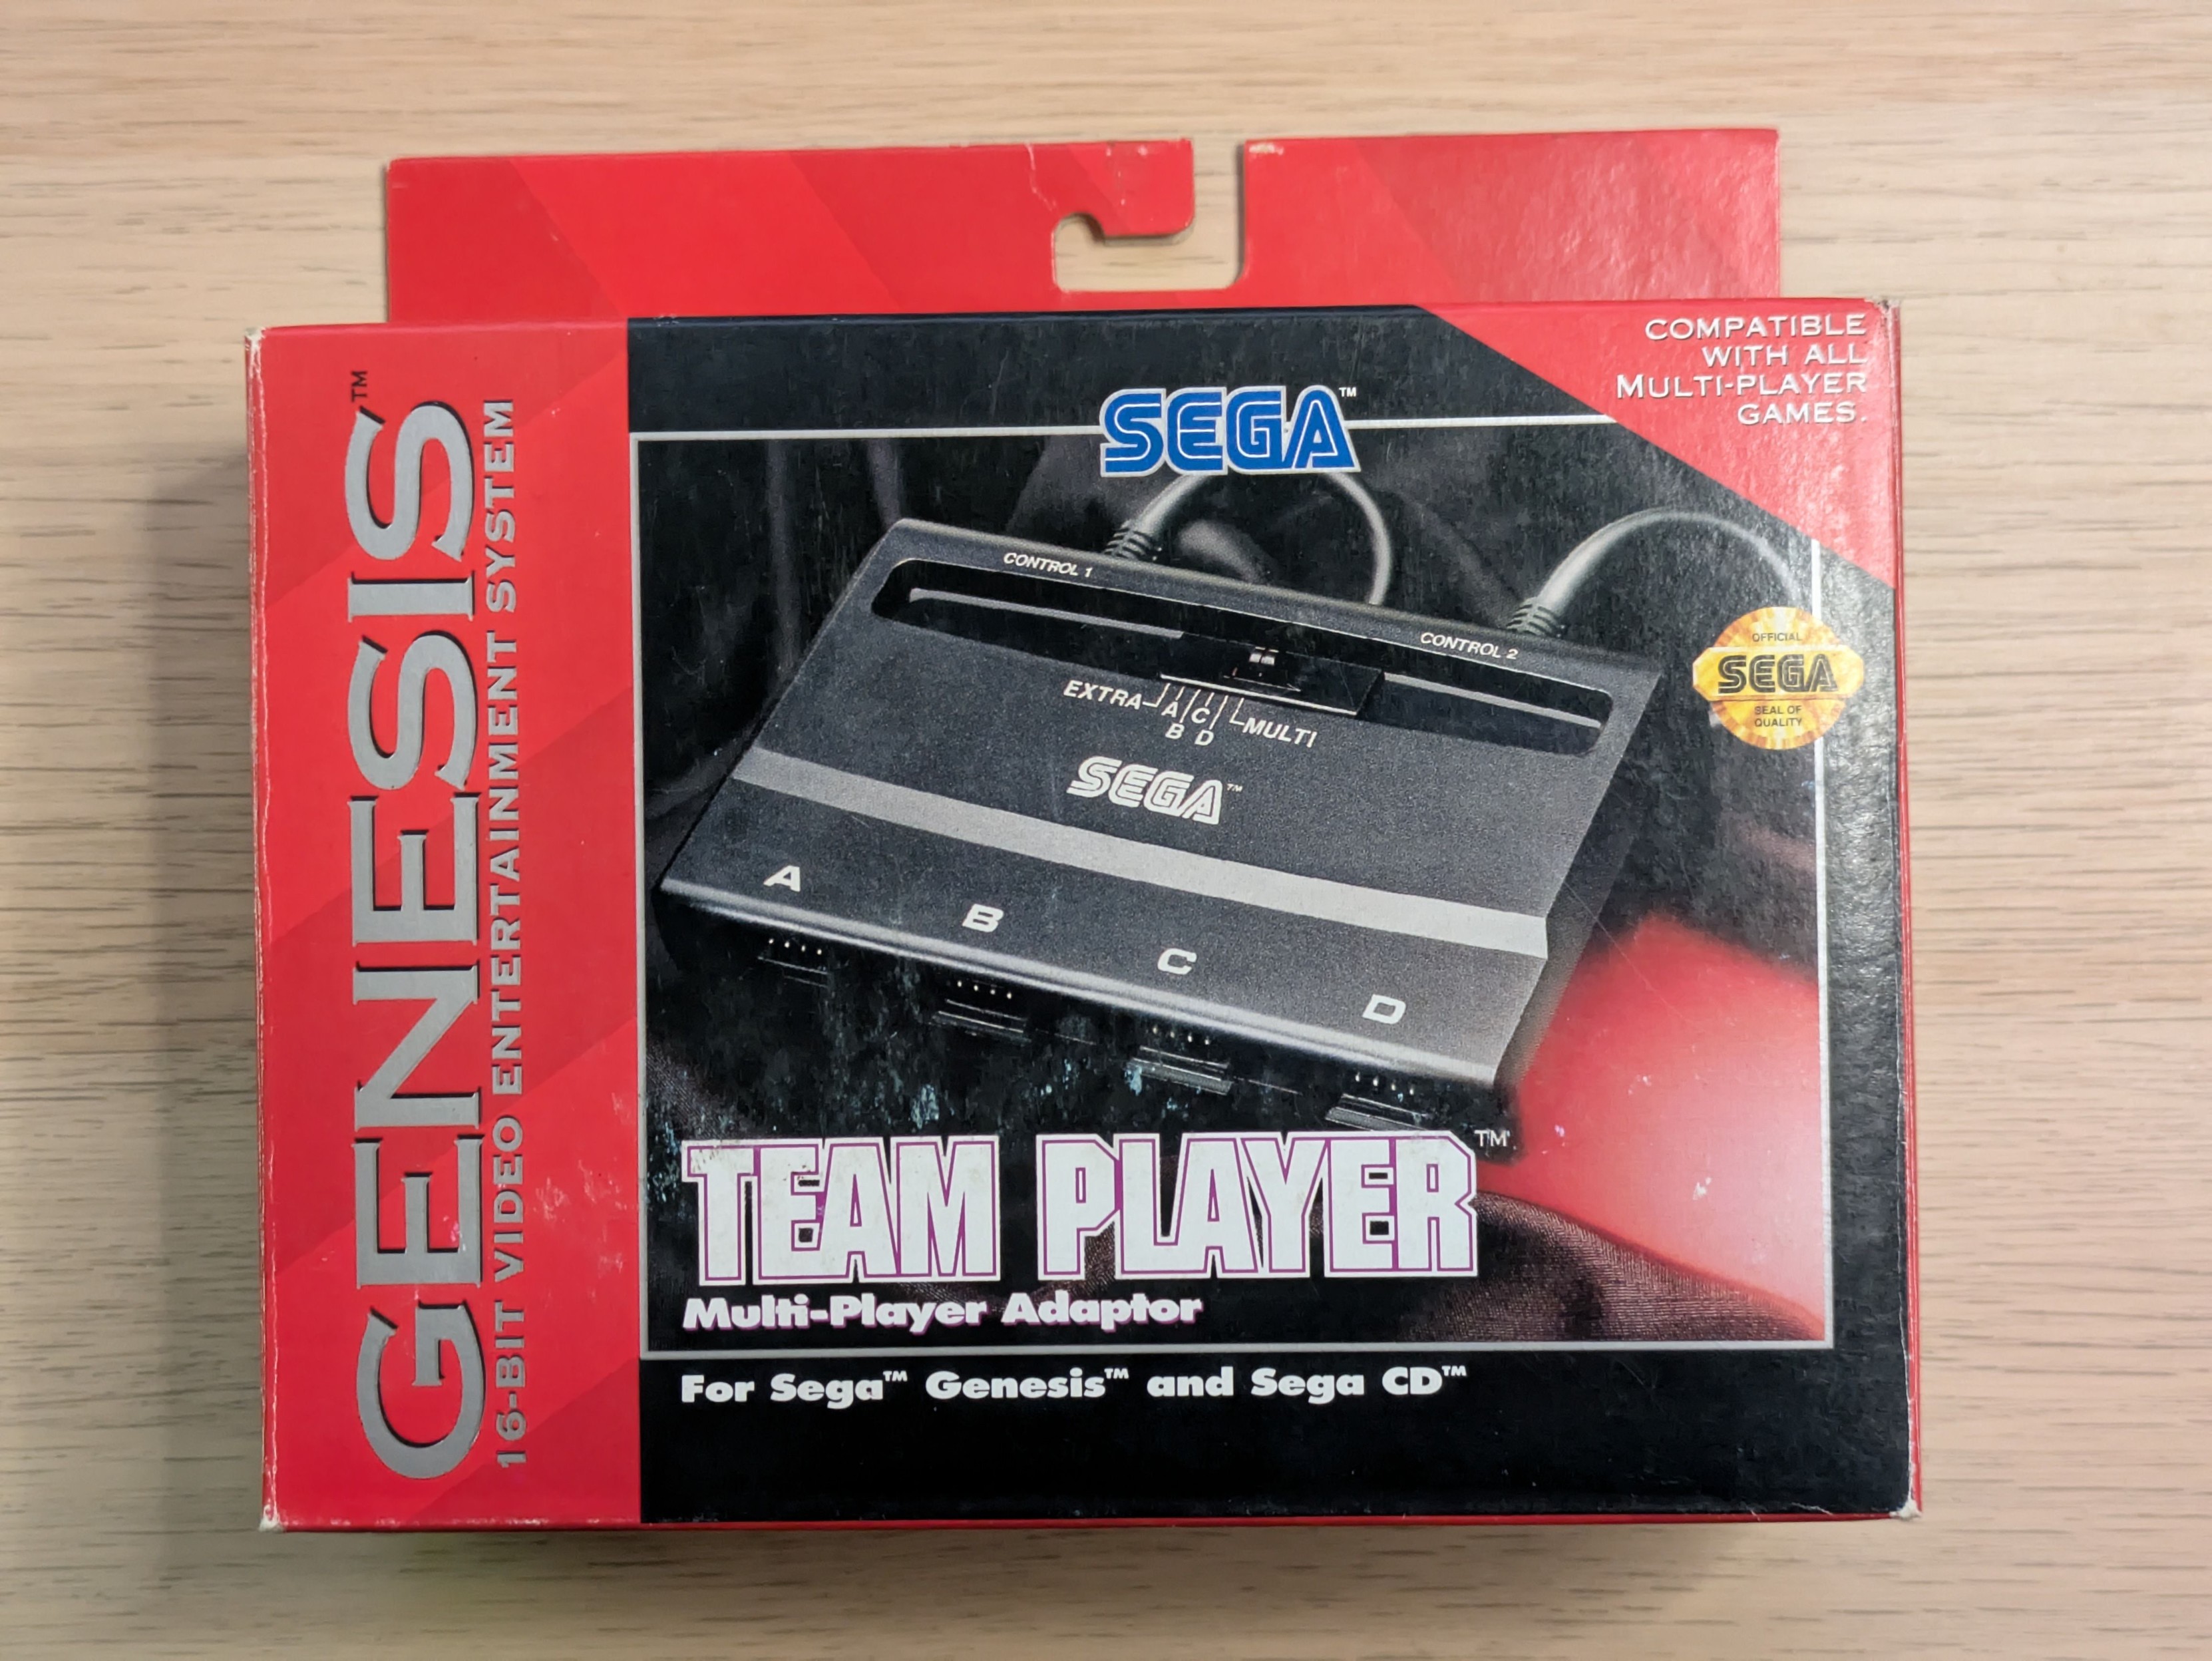 GENESIS™
16-BIT VIDEO ENTERTAINMENT SYSTEM
SEGA™
COMPATIBLE
WITH ALL
MULTI-PLAYER
GAMES.
CONTROL 1
CONTROL 2
EXTRA
A C
B D
MULTI
SEGA™
OFFICIAL
SEGA
SEAL OF
QUALITY
A
B
C
D
TEAM PLAYER™
Multi-Player Adaptor
For Sega™ Genesis™ and Sega CD™